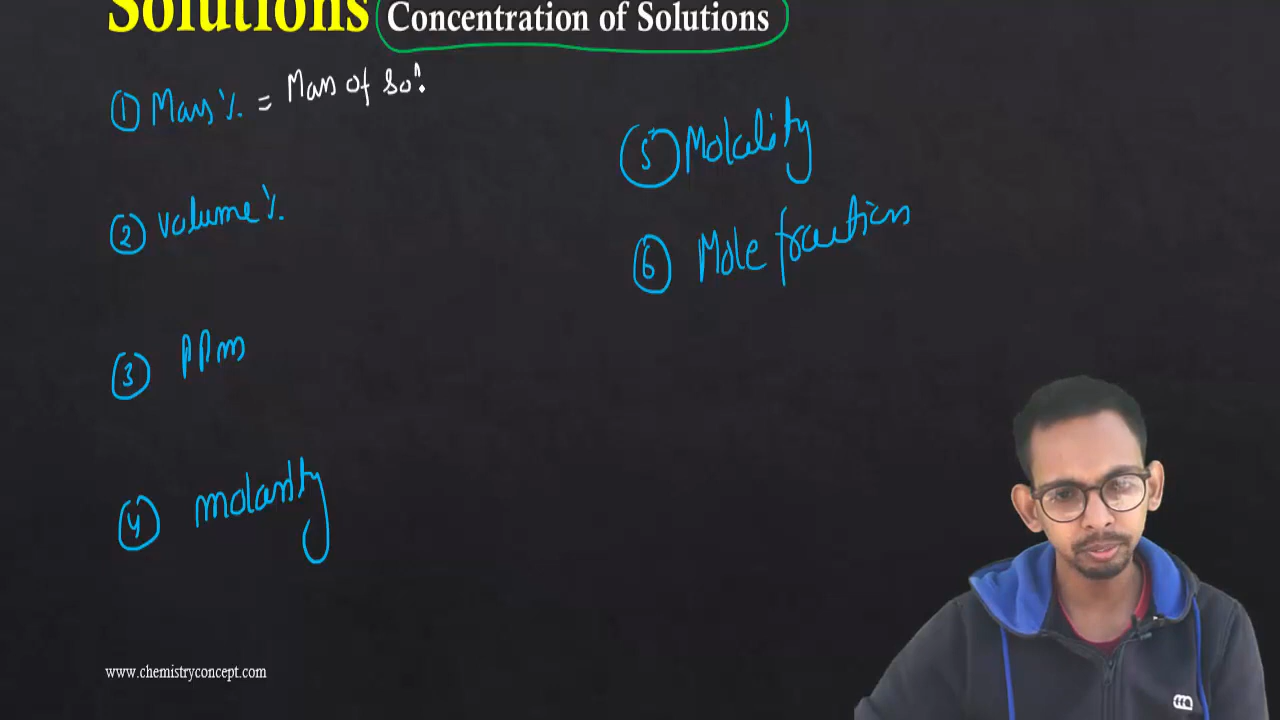 Solutions Concentration of Solutions
① Mass % = Mass of Sol
② Volume %
③ PPm
④ molarity
⑤ Molality
⑥ Mole fraction
www.chemistryconcept.com